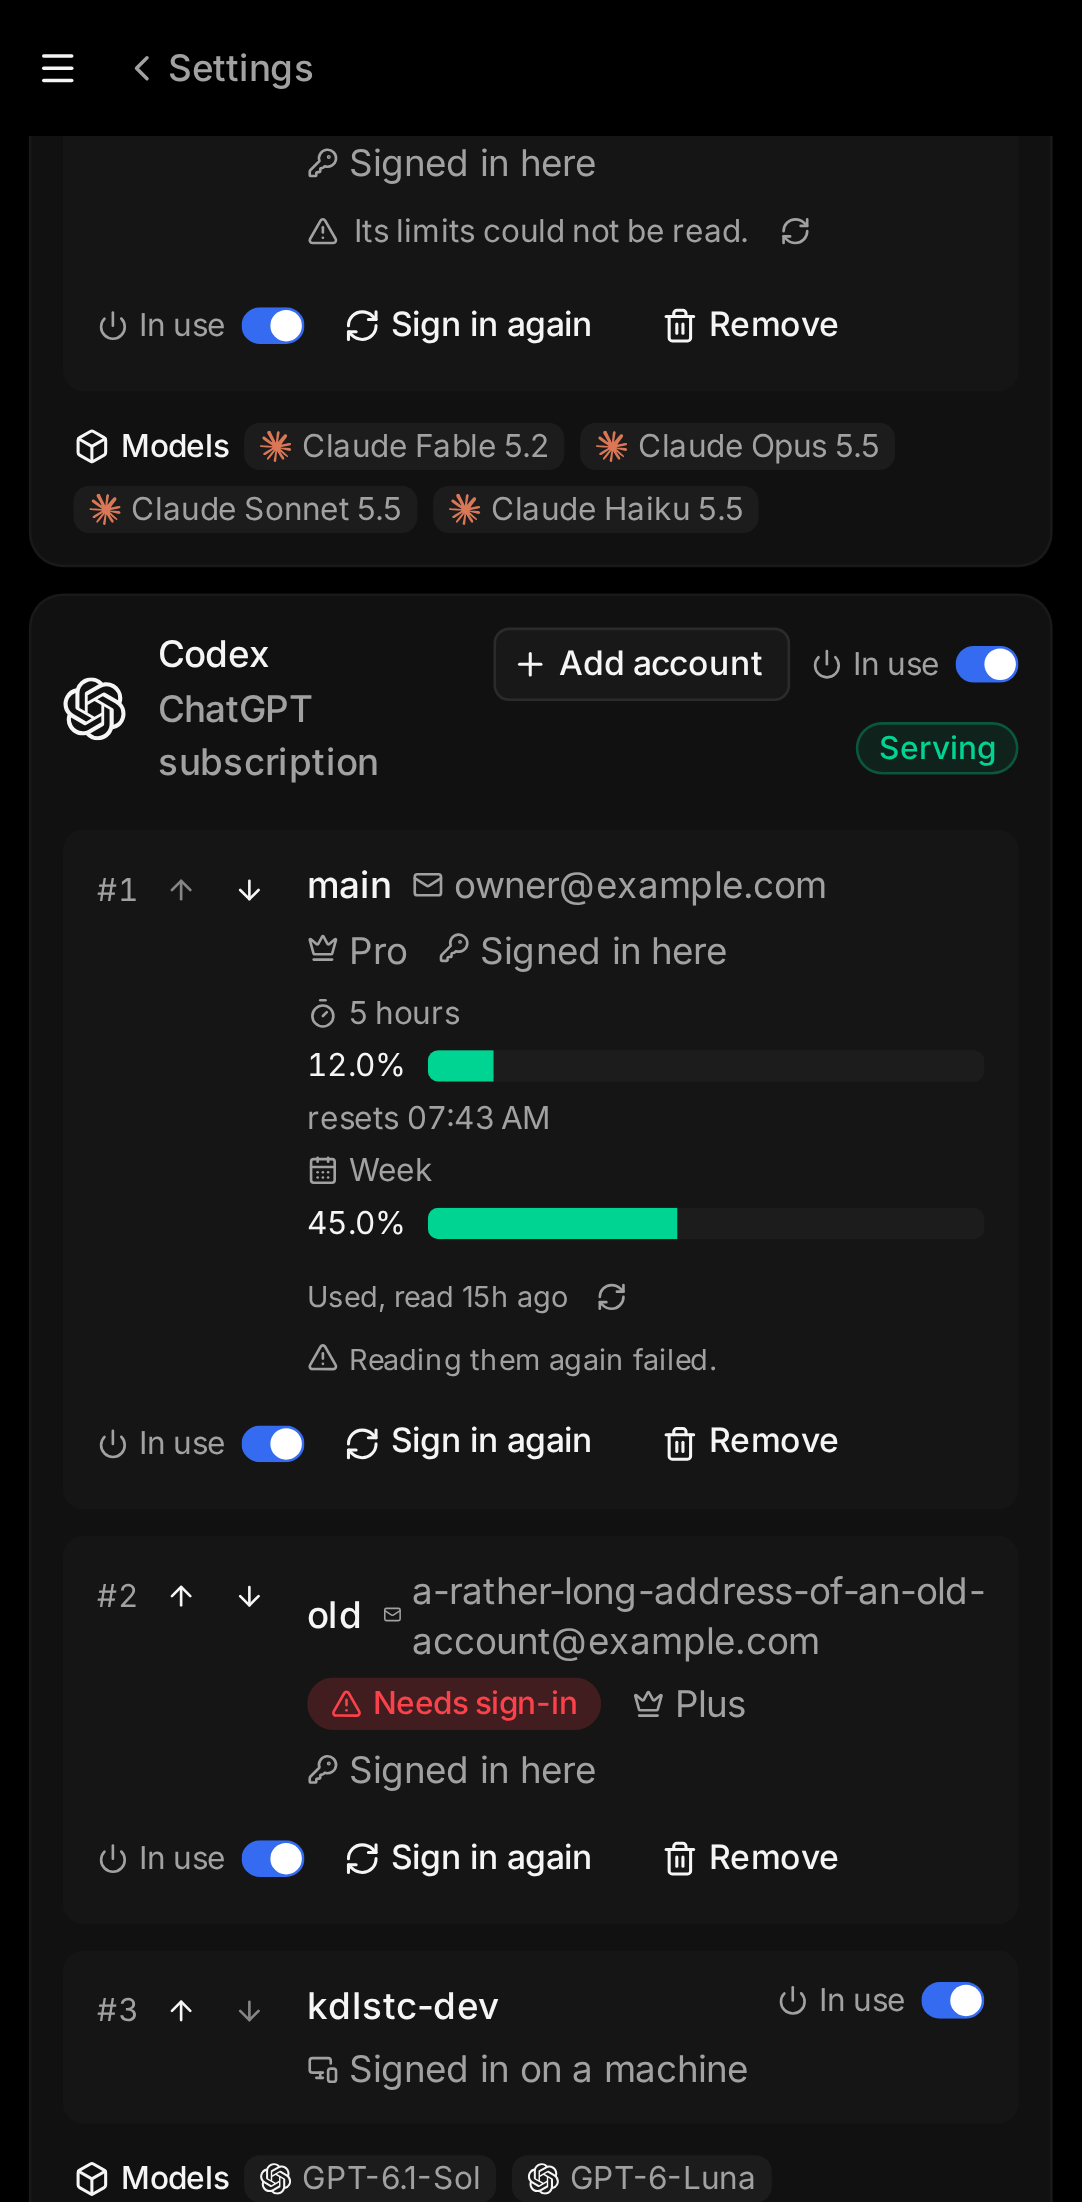 Settings
Signed in here
Its limits could not be read.
In use Sign in again Remove
Models Claude Fable 5.2 Claude Opus 5.5
Claude Sonnet 5.5 Claude Haiku 5.5
Codex
ChatGPT
subscription
Add account In use
Serving
#1 main owner@example.com
Pro Signed in here
5 hours
12.0%
resets 07:43 AM
Week
45.0%
Used, read 15h ago
Reading them again failed.
In use Sign in again Remove
#2 old a-rather-long-address-of-an-old-
account@example.com
Needs sign-in Plus
Signed in here
In use Sign in again Remove
#3 kdlstc-dev In use
Signed in on a machine
Models GPT-6.1-Sol GPT-6-Luna